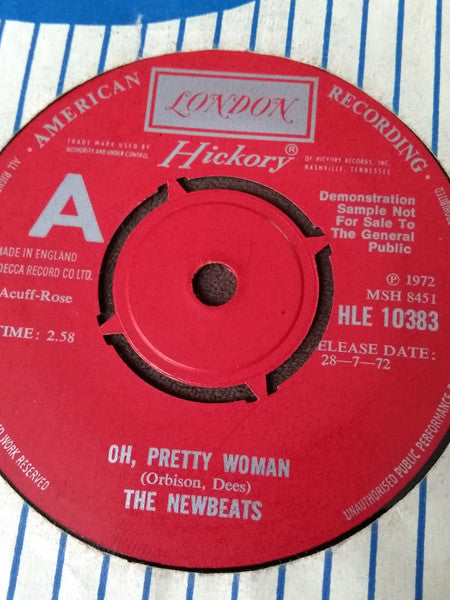 AMERICAN RECORDING
LONDON
TRADE MARK USED BY
AUTHORITY AND UNDER CONTROL
Hickory®
OF HICKORY RECORDS, INC.
NASHVILLE, TENNESSEE
A
Demonstration
Sample Not
For Sale To
The General
Public
MADE IN ENGLAND
DECCA RECORD CO. LTD.
Acuff-Rose
TIME: 2.58
℗ 1972
MSH 8451
HLE 10383
RELEASE DATE:
28-7-72
OH, PRETTY WOMAN
(Orbison, Dees)
THE NEWBEATS
ALL
WORK RESERVED
UNAUTHORISED PUBLIC PERFORMANCE